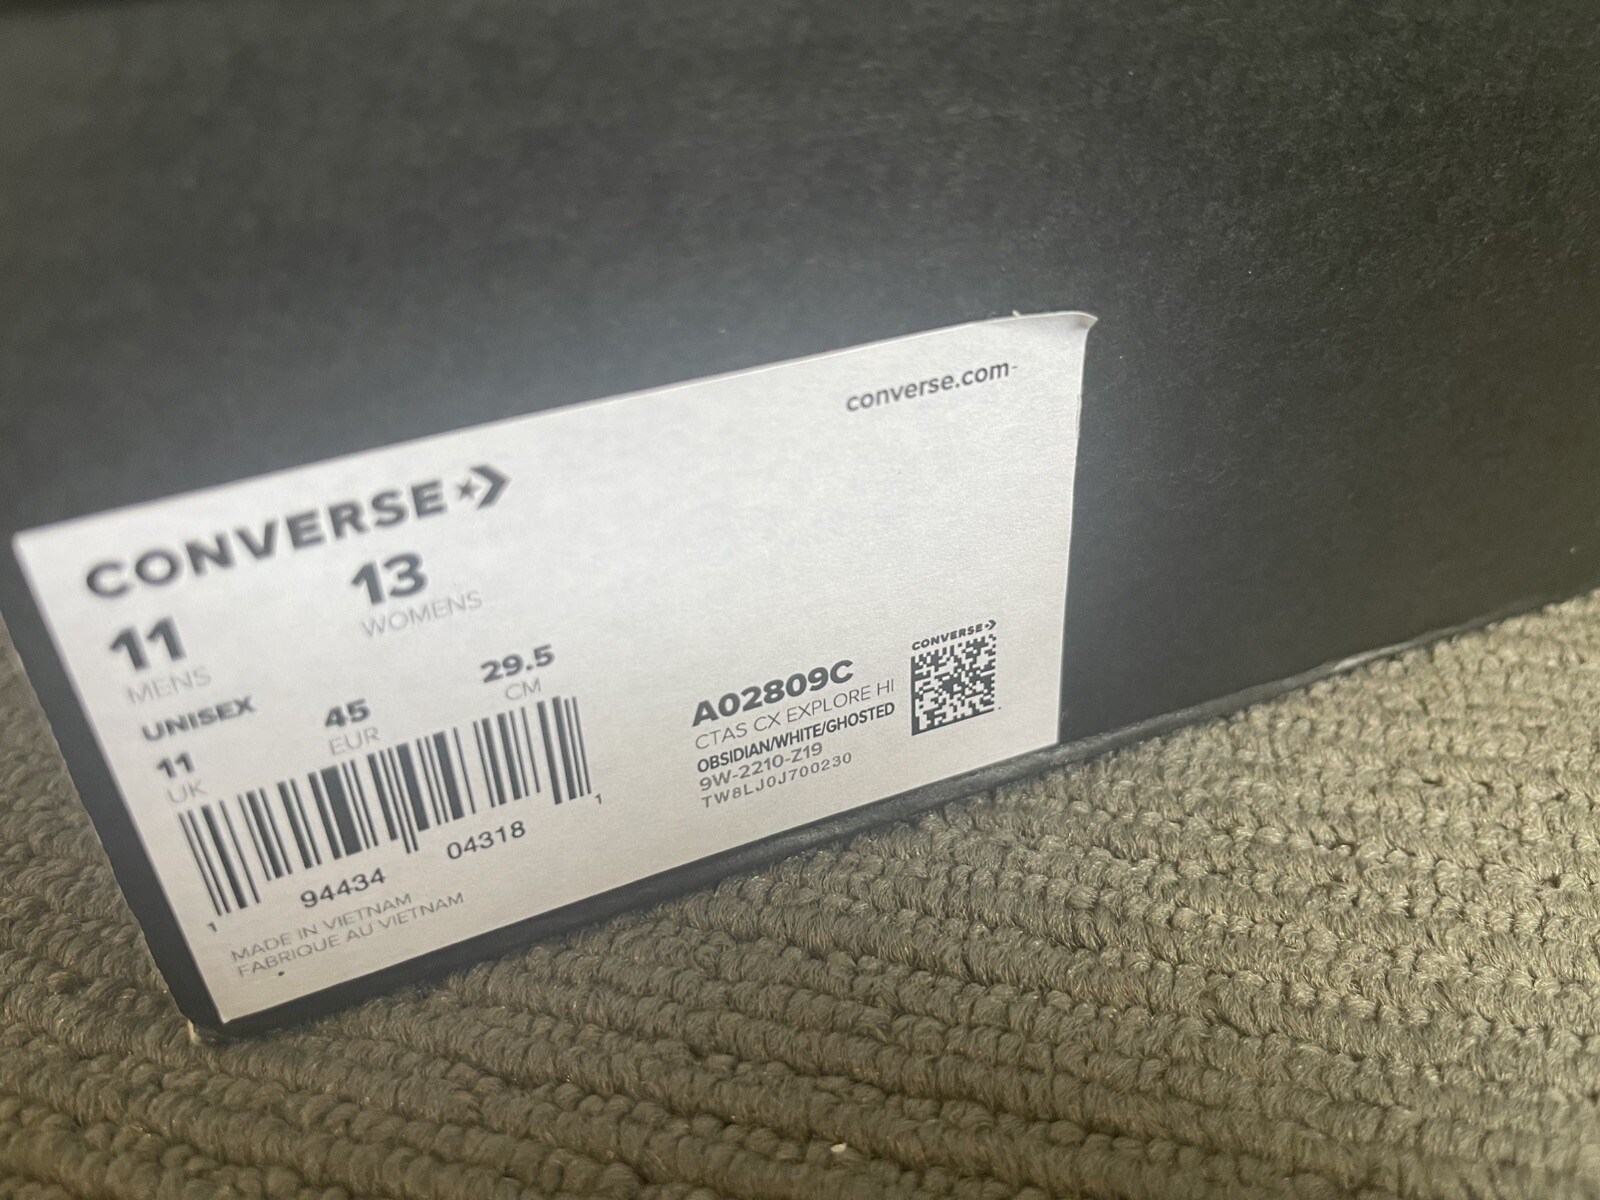 converse.com
CONVERSE
11 13
MENS WOMENS
UNISEX
11 45 29.5
UK EUR CM
1 94434 04318 1
MADE IN VIETNAM
FABRIQUE AU VIETNAM
CONVERSE
A02809C
CTAS CX EXPLORE HI
OBSIDIAN/WHITE/GHOSTED
9W-2210-Z19
TW8LJ0J700230